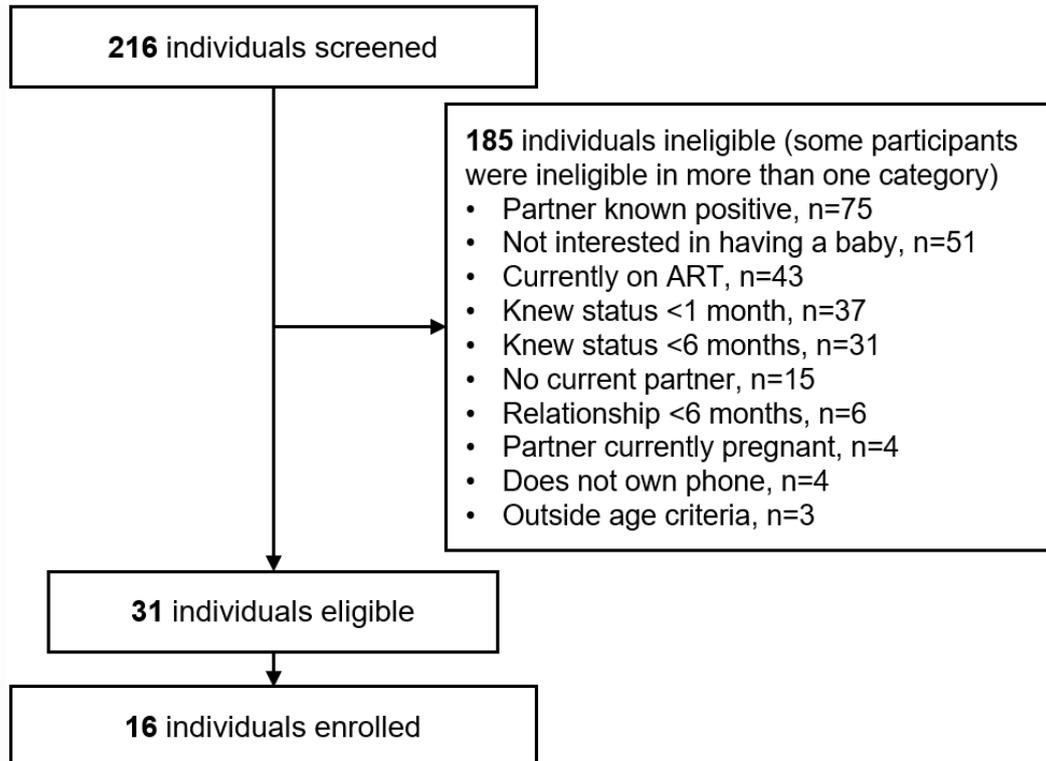 216 individuals screened
185 individuals ineligible (some participants
were ineligible in more than one category)
• Partner known positive, n=75
• Not interested in having a baby, n=51
• Currently on ART, n=43
• Knew status <1 month, n=37
• Knew status <6 months, n=31
• No current partner, n=15
• Relationship <6 months, n=6
• Partner currently pregnant, n=4
• Does not own phone, n=4
• Outside age criteria, n=3
31 individuals eligible
16 individuals enrolled